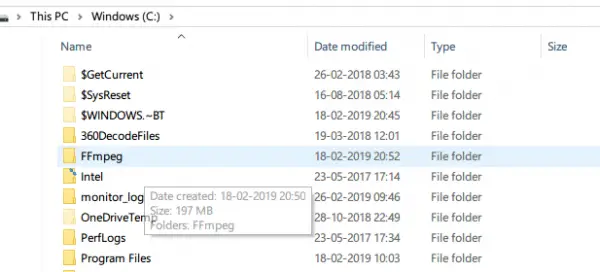 This PC > Windows (C:) >
Name Date modified Type Size
$GetCurrent 26-02-2018 03:43 File folder
$SysReset 16-08-2018 05:14 File folder
$WINDOWS.~BT 18-02-2019 20:45 File folder
360DecodeFiles 19-03-2018 12:01 File folder
FFmpeg 18-02-2019 20:52 File folder
Intel 23-05-2017 17:14 File folder
monitor_log 26-02-2019 09:46 File folder
Date created: 18-02-2019 20:50
OneDriveTemp 28-10-2018 22:49 File folder
Size: 197 MB
Folders: FFmpeg
PerfLogs 23-05-2017 17:34 File folder
Program Files 18-02-2019 10:03 File folder